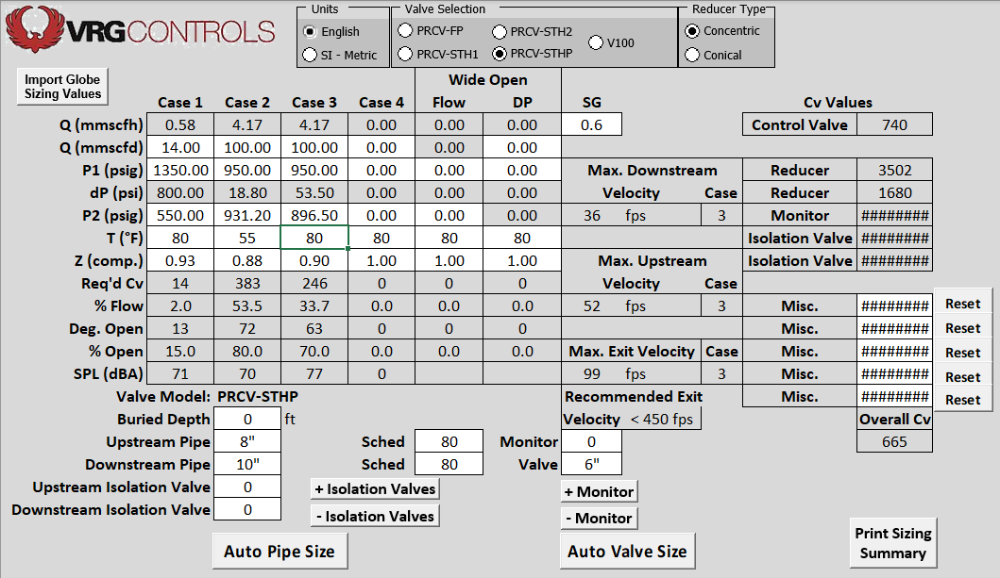 VRGCONTROLS
Units
English
SI - Metric
Valve Selection
PRCV-FP
PRCV-STH2
V100
PRCV-STH1
PRCV-STHP
Reducer Type
Concentric
Conical
Import Globe
Sizing Values
Wide Open
Case 1 Case 2 Case 3 Case 4 Flow DP SG Cv Values
Q (mmscfh) 0.58 4.17 4.17 0.00 0.00 0.00 0.6 Control Valve 740
Q (mmscfd) 14.00 100.00 100.00 0.00 0.00 0.00
P1 (psig) 1350.00 950.00 950.00 0.00 0.00 0.00 Max. Downstream Reducer 3502
dP (psi) 800.00 18.80 53.50 0.00 0.00 0.00 Velocity Case Reducer 1680
P2 (psig) 550.00 931.20 896.50 0.00 0.00 0.00 36 fps 3 Monitor ########
T (°F) 80 55 80 80 80 80 Isolation Valve ########
Z (comp.) 0.93 0.88 0.90 1.00 1.00 1.00 Max. Upstream Isolation Valve ########
Req'd Cv 14 383 246 0 0 0 Velocity Case
% Flow 2.0 53.5 33.7 0.0 0.0 0.0 52 fps 3 Misc. ######## Reset
Deg. Open 13 72 63 0 0 0 Misc. ######## Reset
% Open 15.0 80.0 70.0 0.0 0.0 0.0 Max. Exit Velocity Case Misc. ######## Reset
SPL (dBA) 71 70 77 0 99 fps 3 Misc. ######## Reset
Valve Model: PRCV-STHP Recommended Exit Misc. ######## Reset
Buried Depth 0 ft Velocity < 450 fps Overall Cv
Upstream Pipe 8" Sched 80 Monitor 0 665
Downstream Pipe 10" Sched 80 Valve 6"
Upstream Isolation Valve 0 + Isolation Valves + Monitor
Downstream Isolation Valve 0 - Isolation Valves - Monitor
Auto Pipe Size Auto Valve Size
Print Sizing
Summary